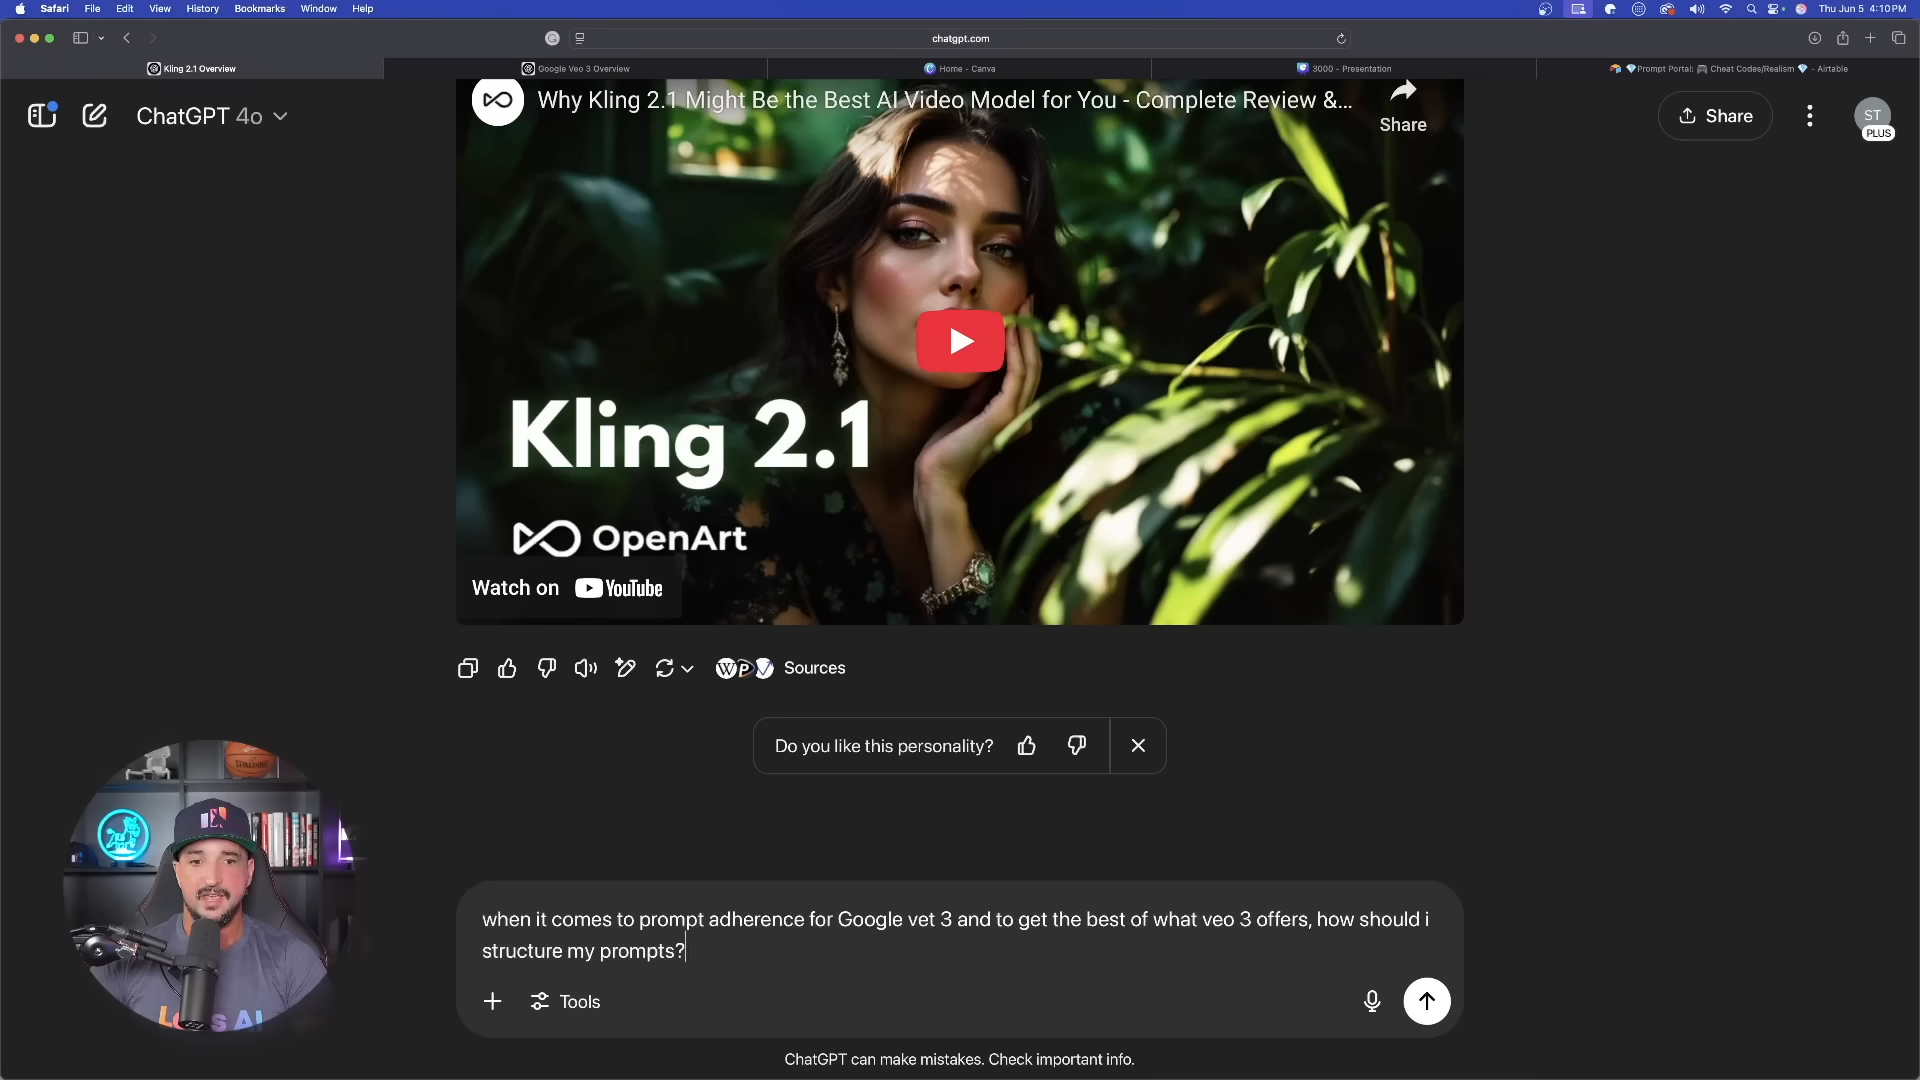 Safari File Edit View History Bookmarks Window Help
Thu Jun 5 4:10 PM
chatgpt.com
Kling 2.1 Overview
Google Veo 3 Overview
Home - Canva
3000 - Presentation
Prompt Portal: Cheat Codes/Realism - Airtable
ChatGPT 4o
Why Kling 2.1 Might Be the Best AI Video Model for You - Complete Review &...
Share
Share
ST
PLUS
Kling 2.1
OpenArt
Watch on YouTube
Sources
Do you like this personality?
SPALDING
when it comes to prompt adherence for Google vet 3 and to get the best of what veo 3 offers, how should i
structure my prompts?
Tools
ChatGPT can make mistakes. Check important info.